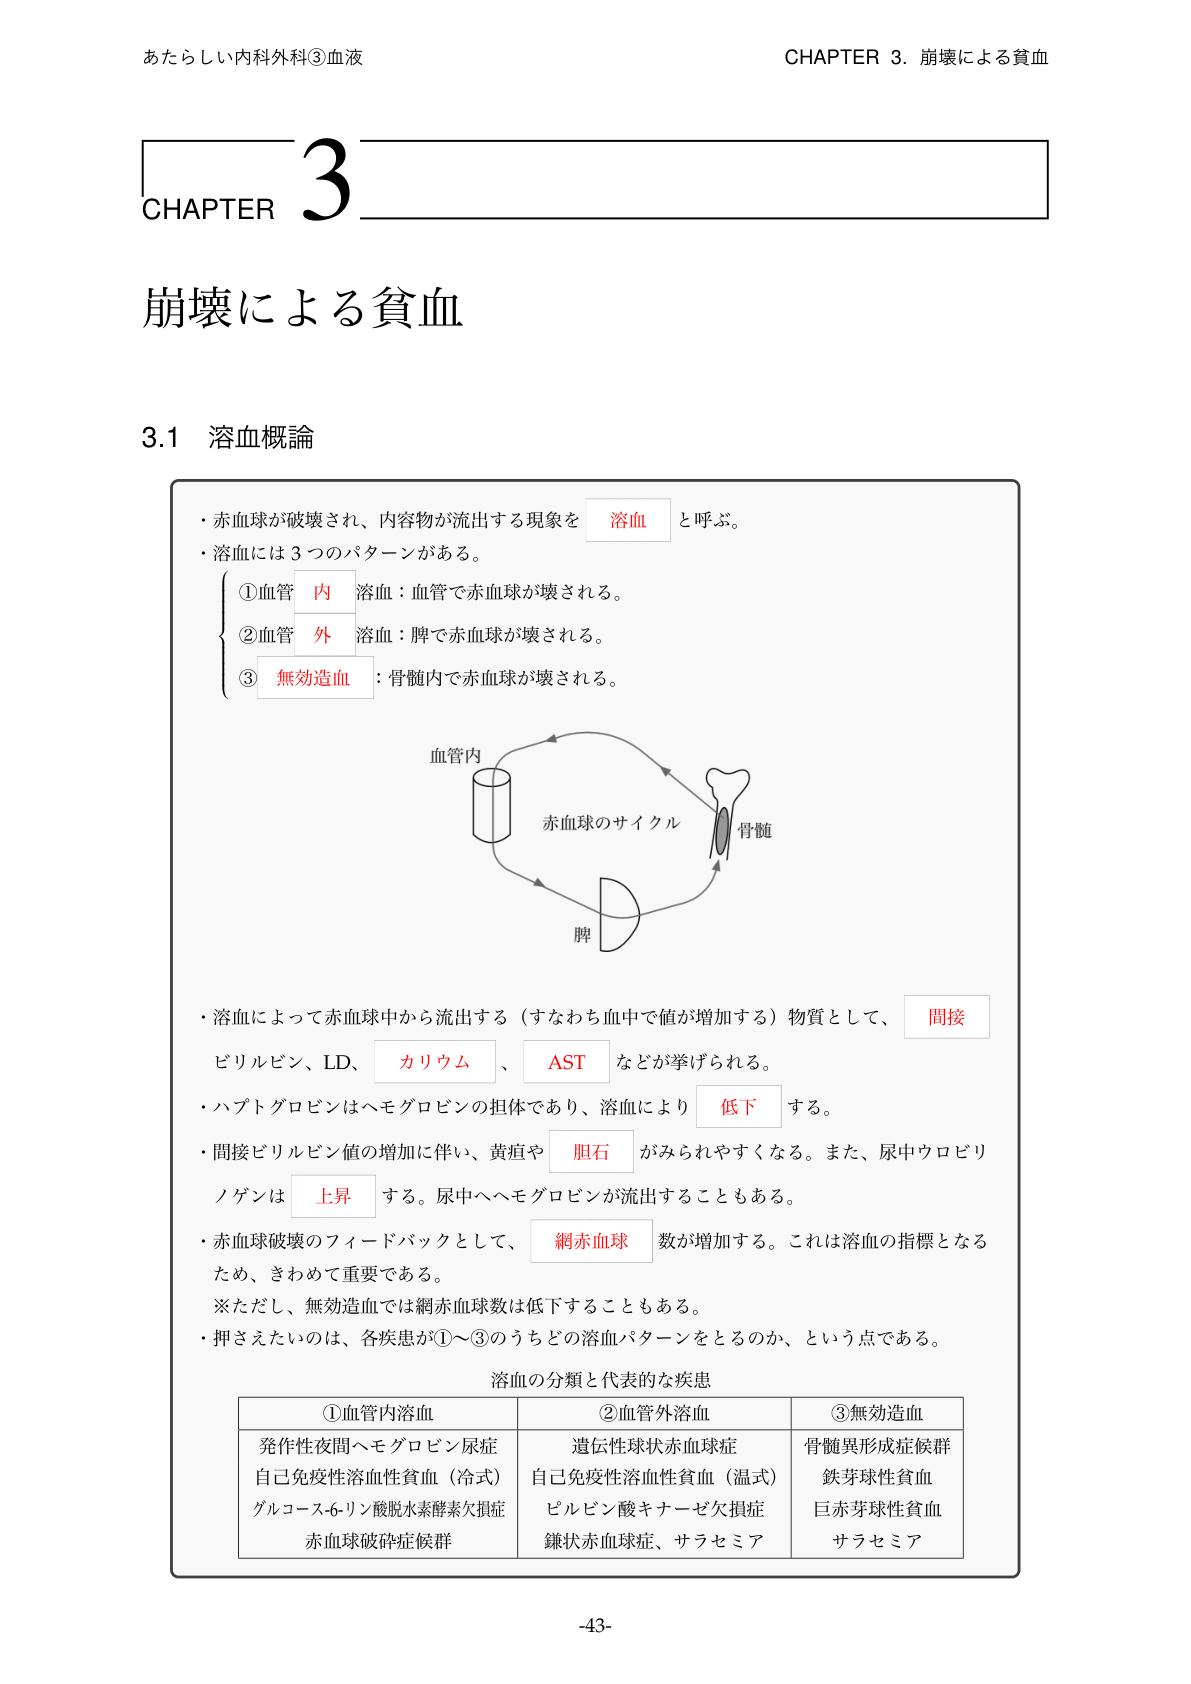 あたらしい内科外科③血液
CHAPTER 3. 崩壊による貧血
CHAPTER 3
崩壊による貧血
3.1 溶血概論
・赤血球が破壊され、内容物が流出する現象を 溶血 と呼ぶ。
・溶血には 3 つのパターンがある。
①血管 内 溶血：血管で赤血球が壊される。
②血管 外 溶血：脾で赤血球が壊される。
③ 無効造血 ：骨髄内で赤血球が壊される。
血管内
赤血球のサイクル
骨髄
脾
・溶血によって赤血球中から流出する（すなわち血中で値が増加する）物質として、 間接
ビリルビン、LD、 カリウム 、 AST などが挙げられる。
・ハプトグロビンはヘモグロビンの担体であり、溶血により 低下 する。
・間接ビリルビン値の増加に伴い、黄疸や 胆石 がみられやすくなる。また、尿中ウロビリ
ノゲンは 上昇 する。尿中へヘモグロビンが流出することもある。
・赤血球破壊のフィードバックとして、 網赤血球 数が増加する。これは溶血の指標となる
ため、きわめて重要である。
※ただし、無効造血では網赤血球数は低下することもある。
・押さえたいのは、各疾患が①〜③のうちどの溶血パターンをとるのか、という点である。
溶血の分類と代表的な疾患
①血管内溶血 ②血管外溶血 ③無効造血
発作性夜間ヘモグロビン尿症 遺伝性球状赤血球症 骨髄異形成症候群
自己免疫性溶血性貧血（冷式） 自己免疫性溶血性貧血（温式） 鉄芽球性貧血
グルコース-6-リン酸脱水素酵素欠損症 ピルビン酸キナーゼ欠損症 巨赤芽球性貧血
赤血球破砕症候群 鎌状赤血球症、サラセミア サラセミア
-43-